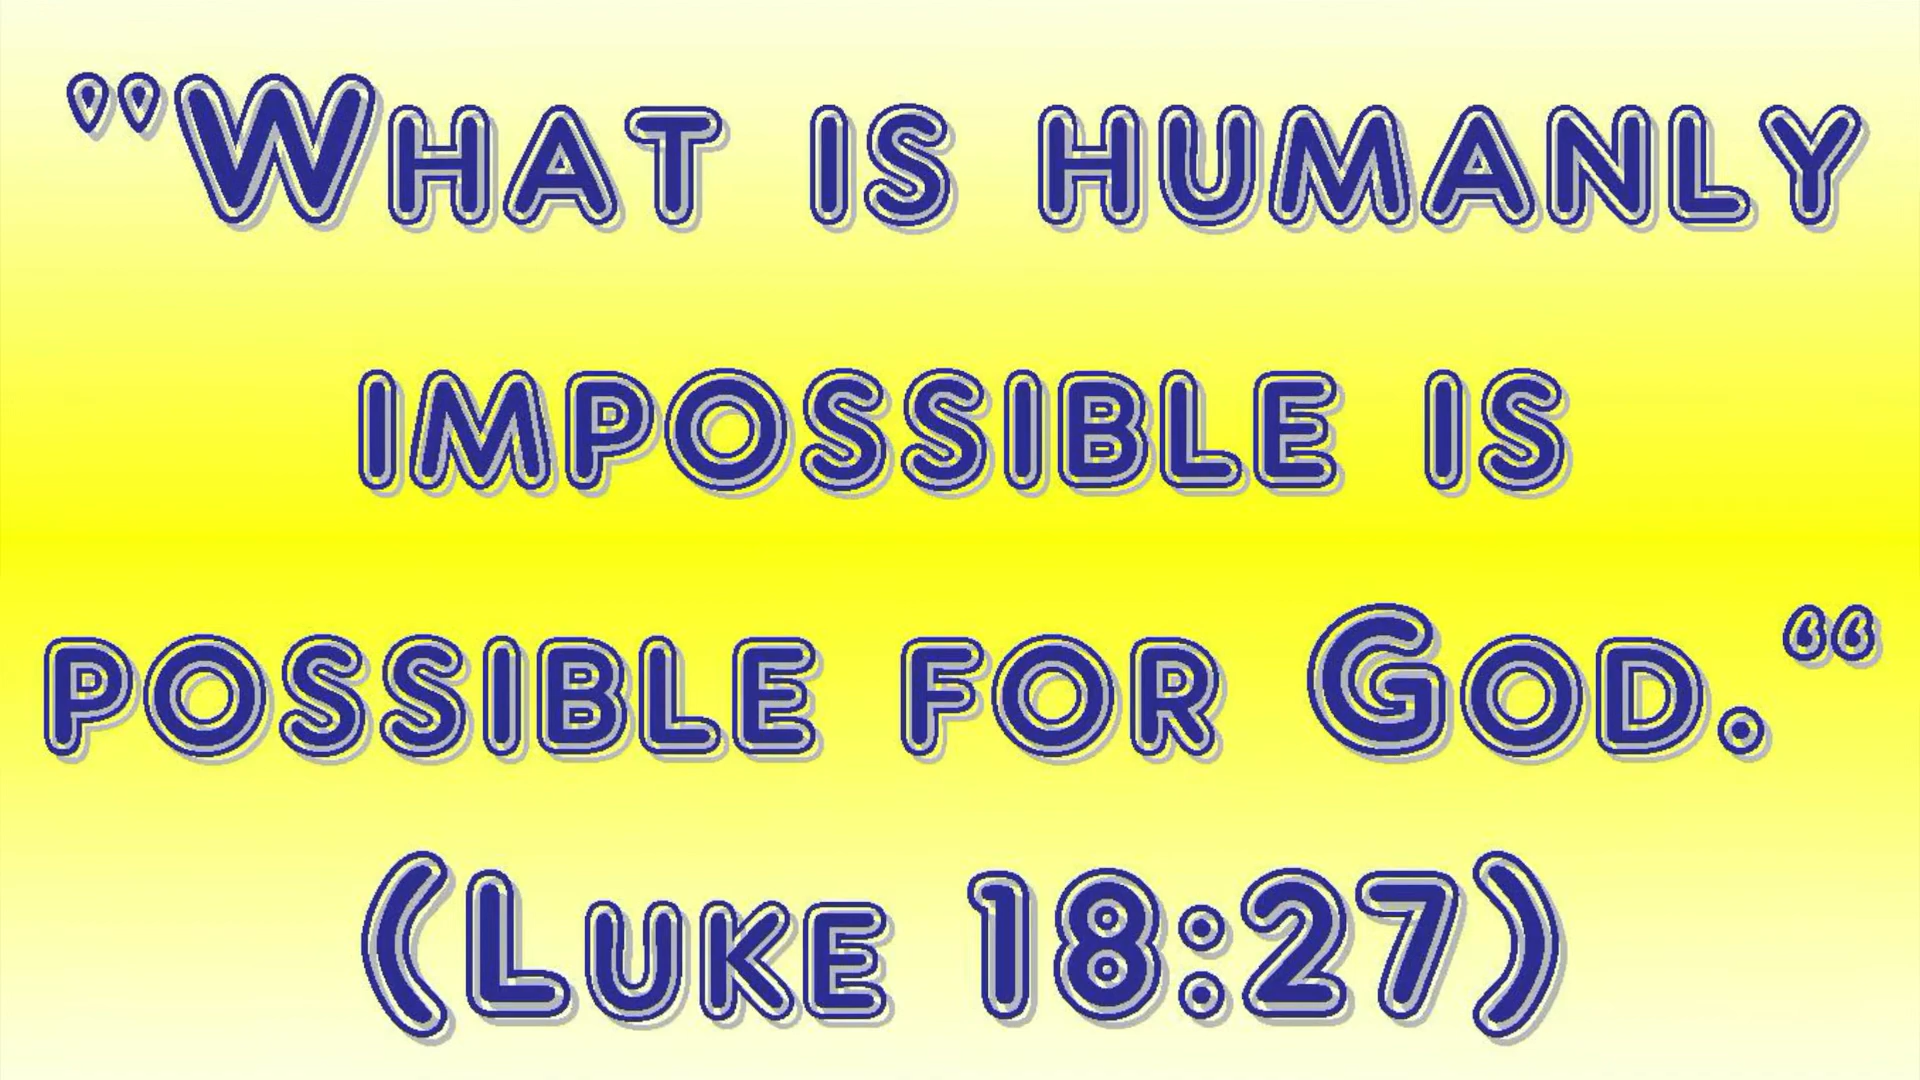 "What is humanly
impossible is
possible for God.“
(Luke 18:27)